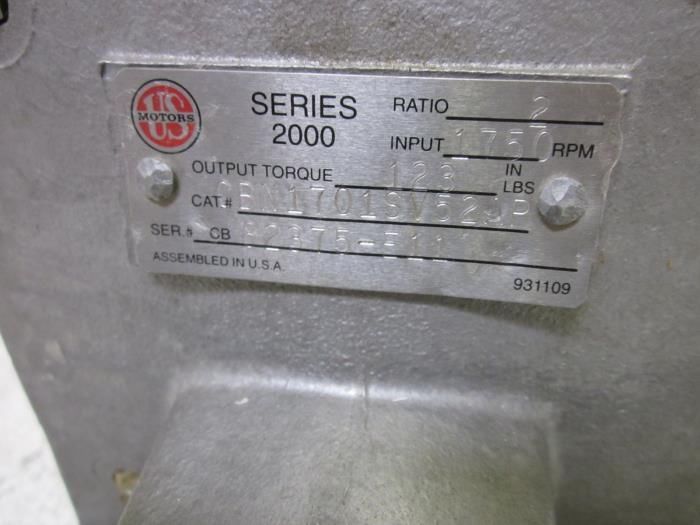 US
MOTORS
SERIES
2000
RATIO 2
INPUT 1750 RPM
OUTPUT TORQUE 123 IN
LBS
CAT.#
SER.# CB
ASSEMBLED IN U.S.A.
931109